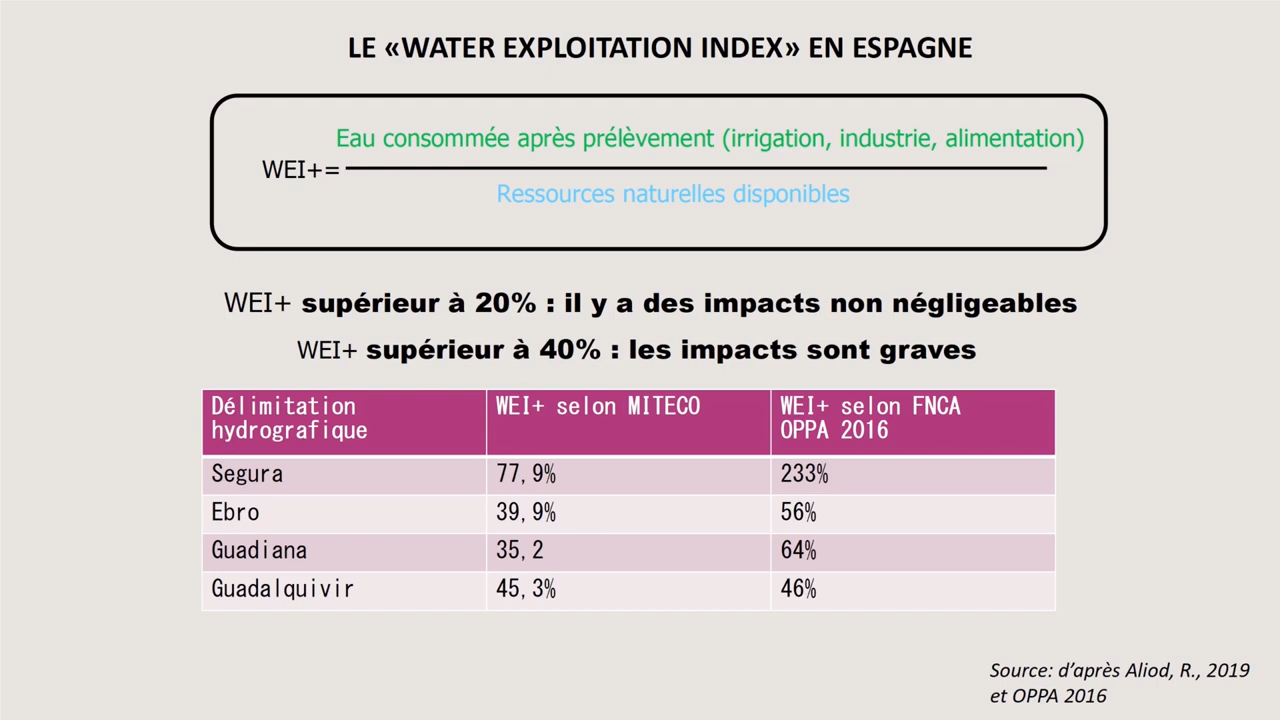 LE «WATER EXPLOITATION INDEX» EN ESPAGNE
Eau consommée après prélèvement (irrigation, industrie, alimentation)
WEI+=
Ressources naturelles disponibles
WEI+ supérieur à 20% : il y a des impacts non négligeables
WEI+ supérieur à 40% : les impacts sont graves
Délimitation hydrografique WEI+ selon MITECO WEI+ selon FNCA OPPA 2016
Segura 77,9% 233%
Ebro 39,9% 56%
Guadiana 35,2 64%
Guadalquivir 45,3% 46%
Source: d’après Aliod, R., 2019
et OPPA 2016